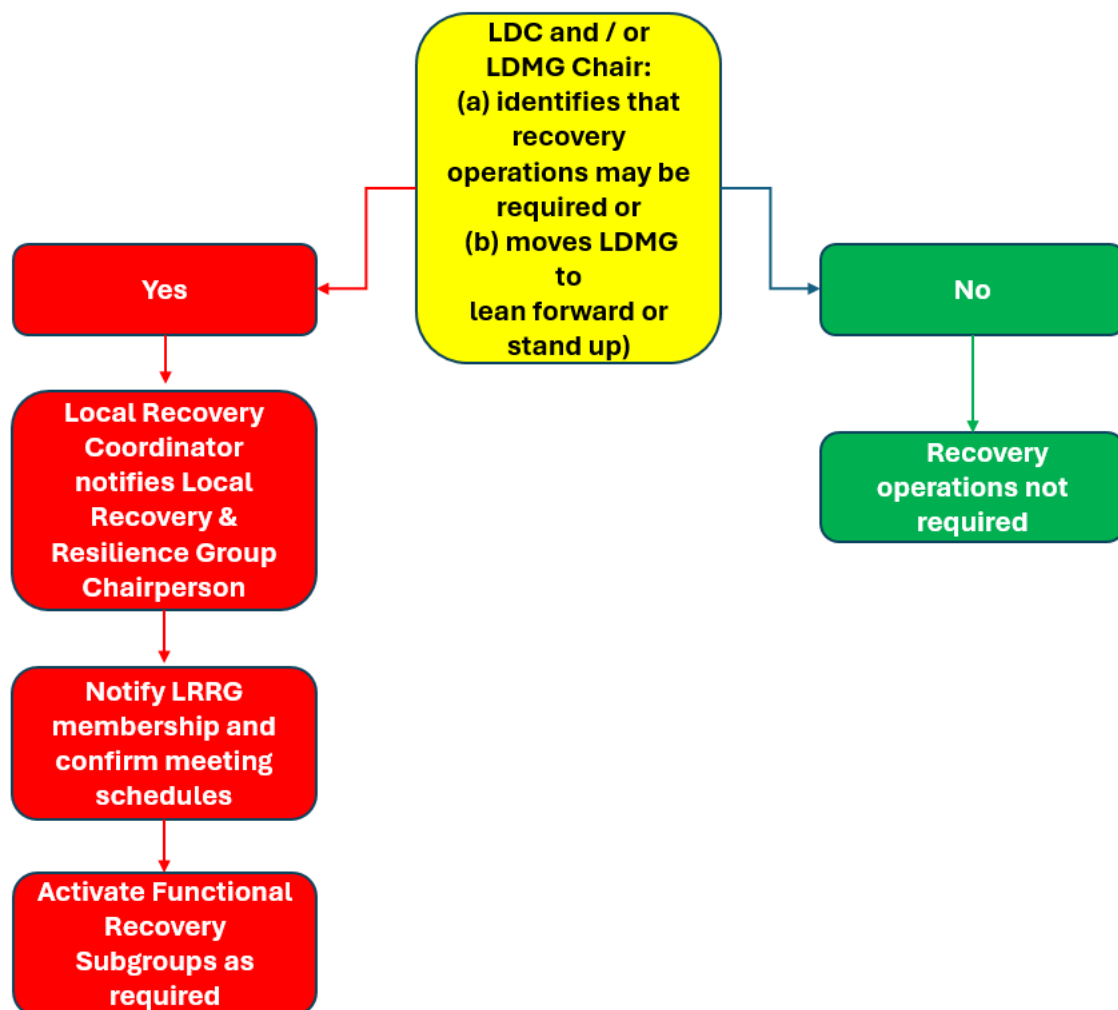 LDC and / or
LDMG Chair:
(a) identifies that
recovery
operations may be
required or
(b) moves LDMG
to
lean forward or
stand up)
Yes
No
Local Recovery
Coordinator
notifies Local
Recovery &
Resilience Group
Chairperson
Recovery
operations not
required
Notify LRRG
membership and
confirm meeting
schedules
Activate Functional
Recovery
Subgroups as
required